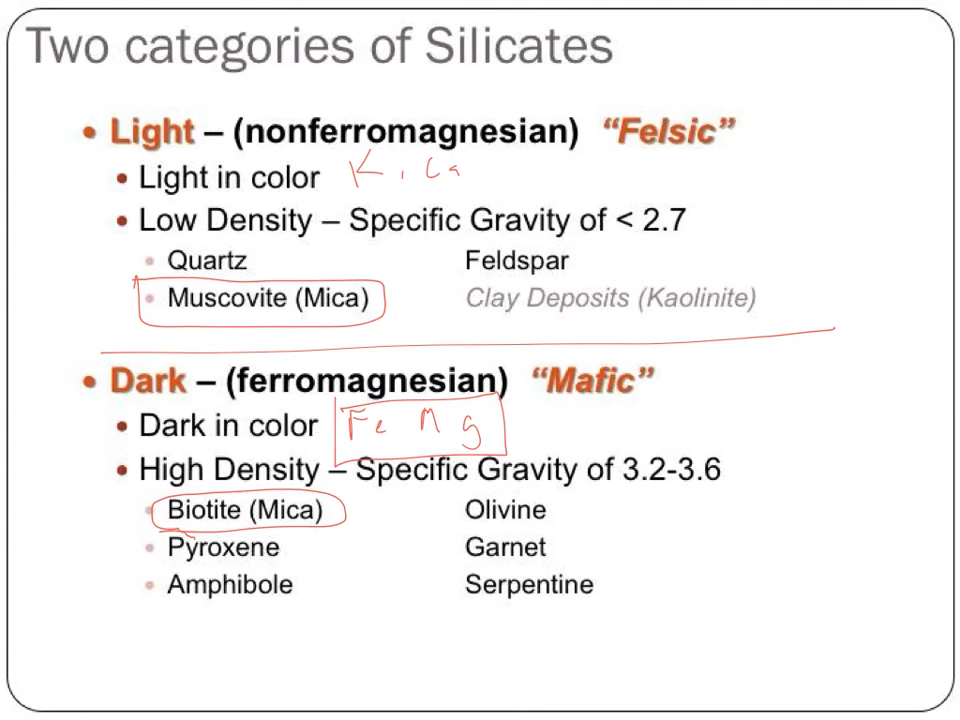 Two categories of Silicates
• Light – (nonferromagnesian) “Felsic”
• Light in color K, Ca
• Low Density – Specific Gravity of < 2.7
• Quartz Feldspar
• Muscovite (Mica) Clay Deposits (Kaolinite)
• Dark – (ferromagnesian) “Mafic”
• Dark in color Fe Mg
• High Density – Specific Gravity of 3.2-3.6
• Biotite (Mica) Olivine
• Pyroxene Garnet
• Amphibole Serpentine